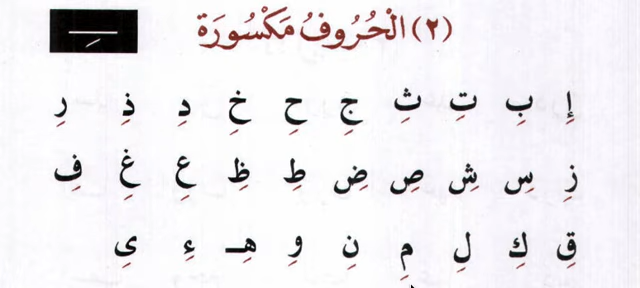 (٢) الْحُرُوفُ مَكْسُورَة
إِ بِ تِ ثِ جِ حِ خِ دِ ذِ رِ
زِ سِ شِ صِ ضِ طِ ظِ عِ غِ فِ
قِ كِ لِ مِ نِ وِ هِـ ءِ ىِ